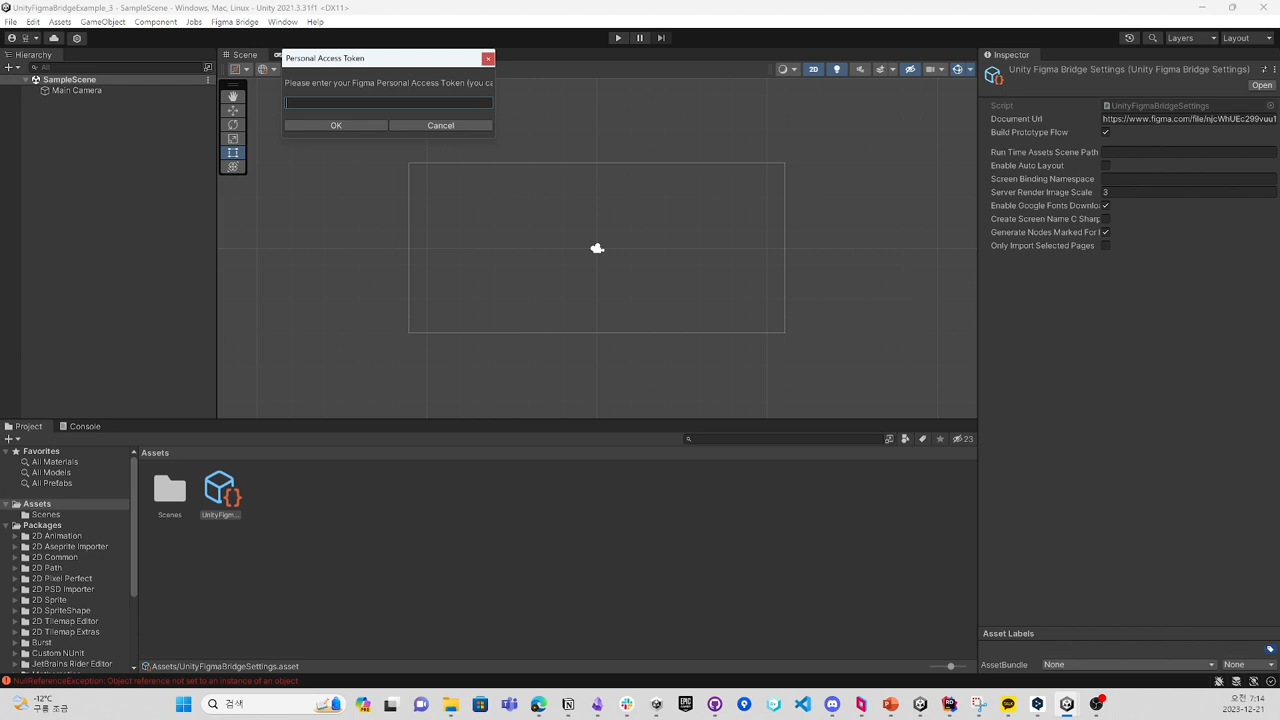 UnityFigmaBridgeExample_3 - SampleScene - Windows, Mac, Linux - Unity 2021.3.31f1 <DX11>
File Edit Assets GameObject Component Jobs Figma Bridge Window Help
Layers
Layout
Hierarchy
All
SampleScene
Main Camera
Scene
2D
Personal Access Token
Please enter your Figma Personal Access Token (you ca
OK
Cancel
Inspector
Unity Figma Bridge Settings (Unity Figma Bridge Settings)
Open
Script UnityFigmaBridgeSettings
Document Url https://www.figma.com/file/njcWhUEc299vuu1
Build Prototype Flow
Run Time Assets Scene Path
Enable Auto Layout
Screen Binding Namespace
Server Render Image Scale 3
Enable Google Fonts Downlo
Create Screen Name C Sharp
Generate Nodes Marked For
Only Import Selected Pages
Project
Console
23
Favorites
All Materials
All Models
All Prefabs
Assets
Scenes
Packages
2D Animation
2D Aseprite Importer
2D Common
2D Path
2D Pixel Perfect
2D PSD Importer
2D Sprite
2D SpriteShape
2D Tilemap Editor
2D Tilemap Extras
Burst
Custom NUnit
JetBrains Rider Editor
Assets
Scenes
UnityFigm...
Assets/UnityFigmaBridgeSettings.asset
Asset Labels
AssetBundle None None
NullReferenceException: Object reference not set to an instance of an object
-12°C
구름 조금
검색
오전 7:14
2023-12-21